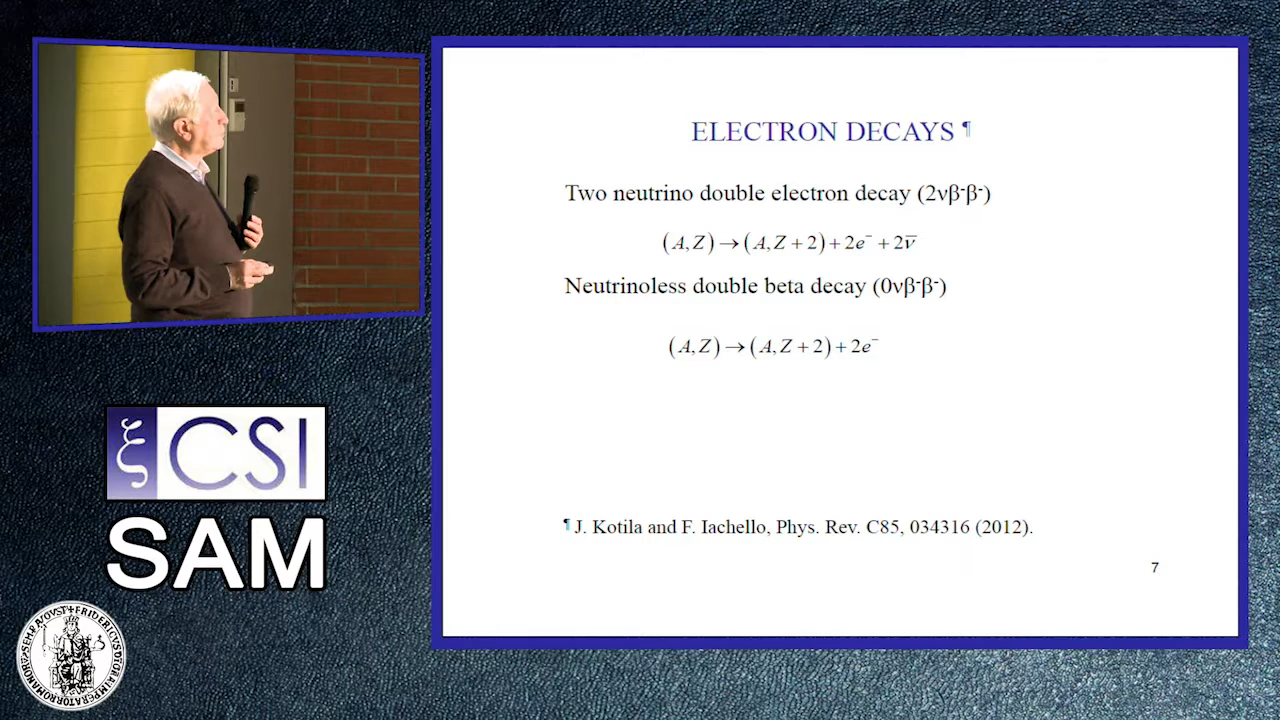 ELECTRON DECAYS ¶
Two neutrino double electron decay (2νβ⁻β⁻)
(A,Z)→(A,Z+2)+2e⁻+2ν̅
Neutrinoless double beta decay (0νβ⁻β⁻)
(A,Z)→(A,Z+2)+2e⁻
¶ J. Kotila and F. Iachello, Phys. Rev. C85, 034316 (2012).
7
ξCSI
SAM